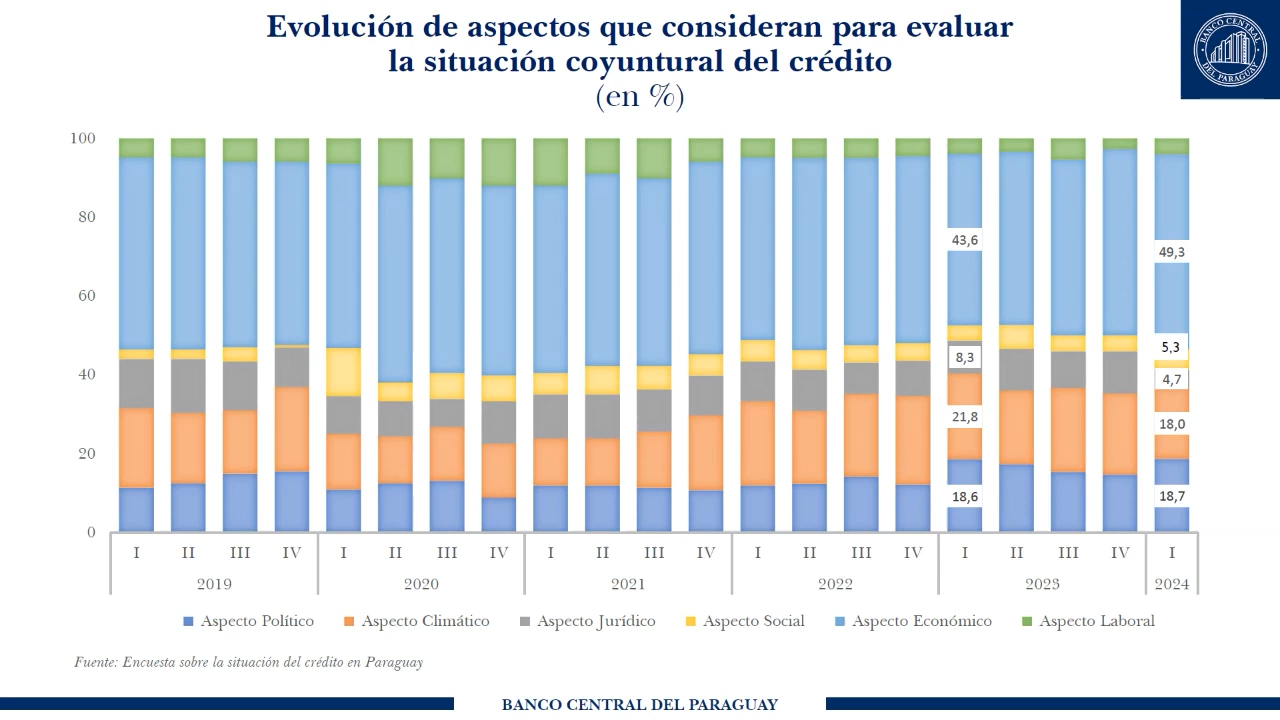 Evolución de aspectos que consideran para evaluar
la situación coyuntural del crédito
(en %)
BANCO CENTRAL
DEL PARAGUAY
100
80
60
40
20
0
43,6
8,3
21,8
18,6
49,3
5,3
4,7
18,0
18,7
I II III IV I II III IV I II III IV I II III IV I II III IV I
2019 2020 2021 2022 2023 2024
Aspecto Político Aspecto Climático Aspecto Jurídico Aspecto Social Aspecto Económico Aspecto Laboral
Fuente: Encuesta sobre la situación del crédito en Paraguay
BANCO CENTRAL DEL PARAGUAY